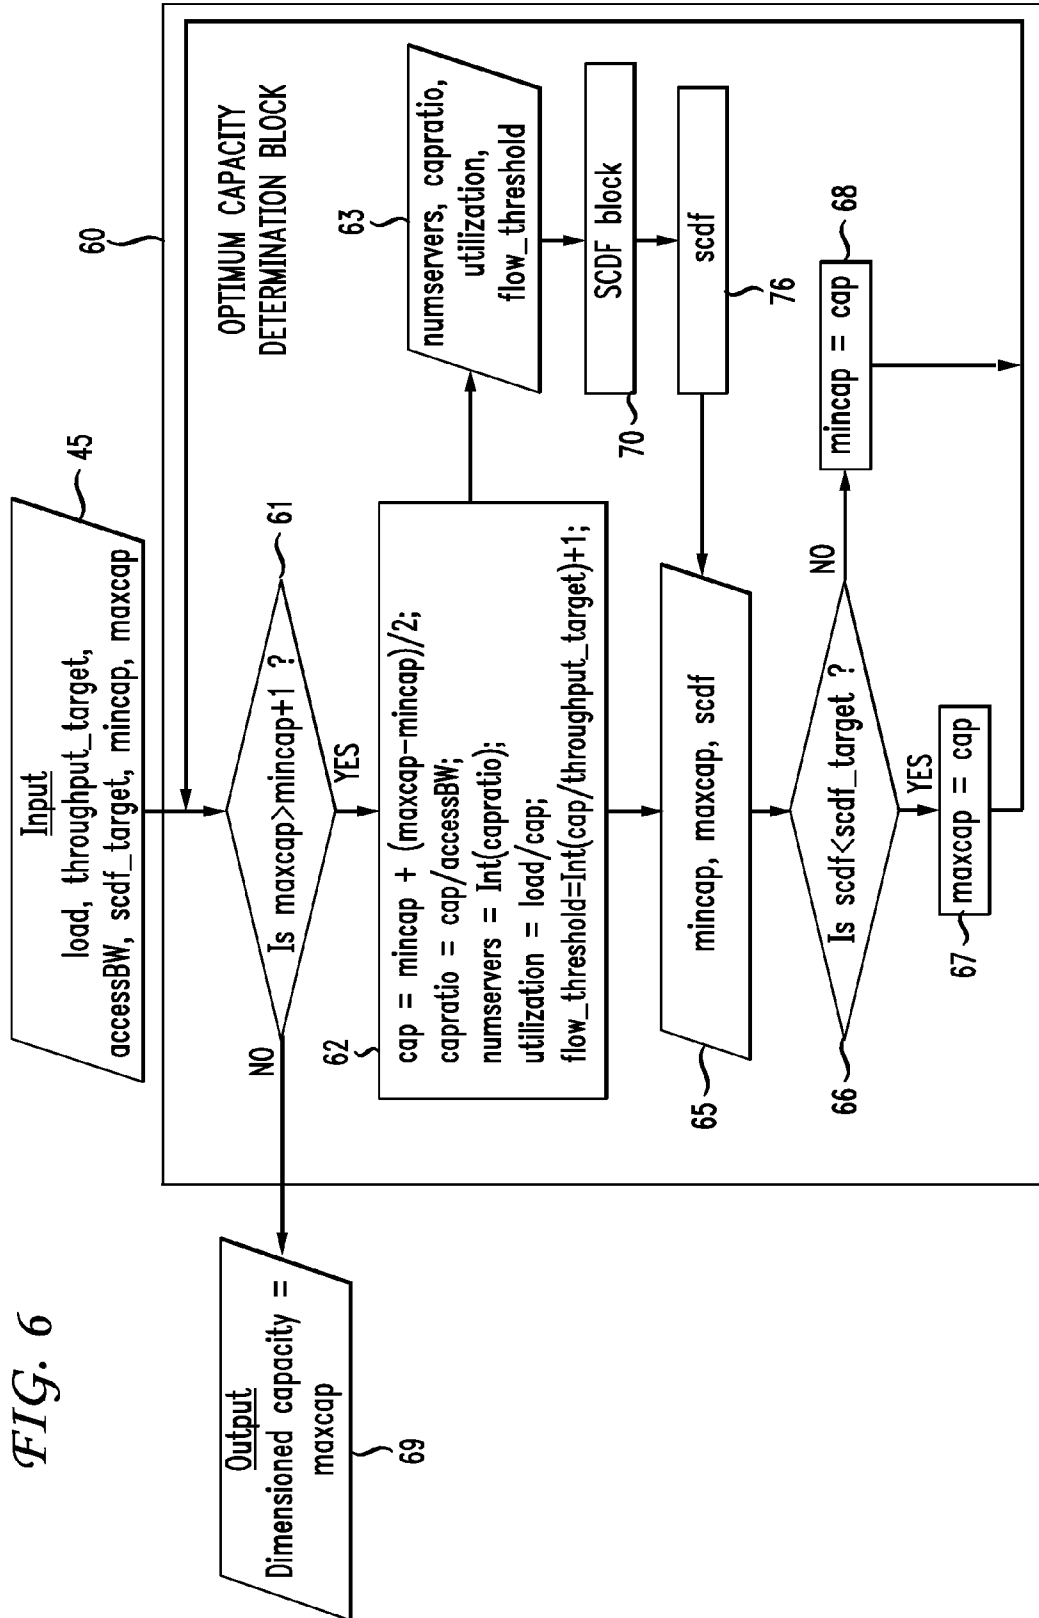 FIG. 6
Input
load, throughput_target,
accessBW, scdf_target, mincap, maxcap
45
60
OPTIMUM CAPACITY
DETERMINATION BLOCK
Is maxcap>mincap+1 ?
61
NO
YES
Output
Dimensioned capacity =
maxcap
69
62
cap = mincap + (maxcap-mincap)/2;
capratio = cap/accessBW;
numservers = Int(capratio);
utilization = load/cap;
flow_threshold=Int(cap/throughput_target)+1;
63
numservers, capratio,
utilization,
flow_threshold
SCDF block
70
scdf
76
mincap, maxcap, scdf
65
Is scdf<scdf_target ?
66
NO
YES
mincap = cap
68
maxcap = cap
67